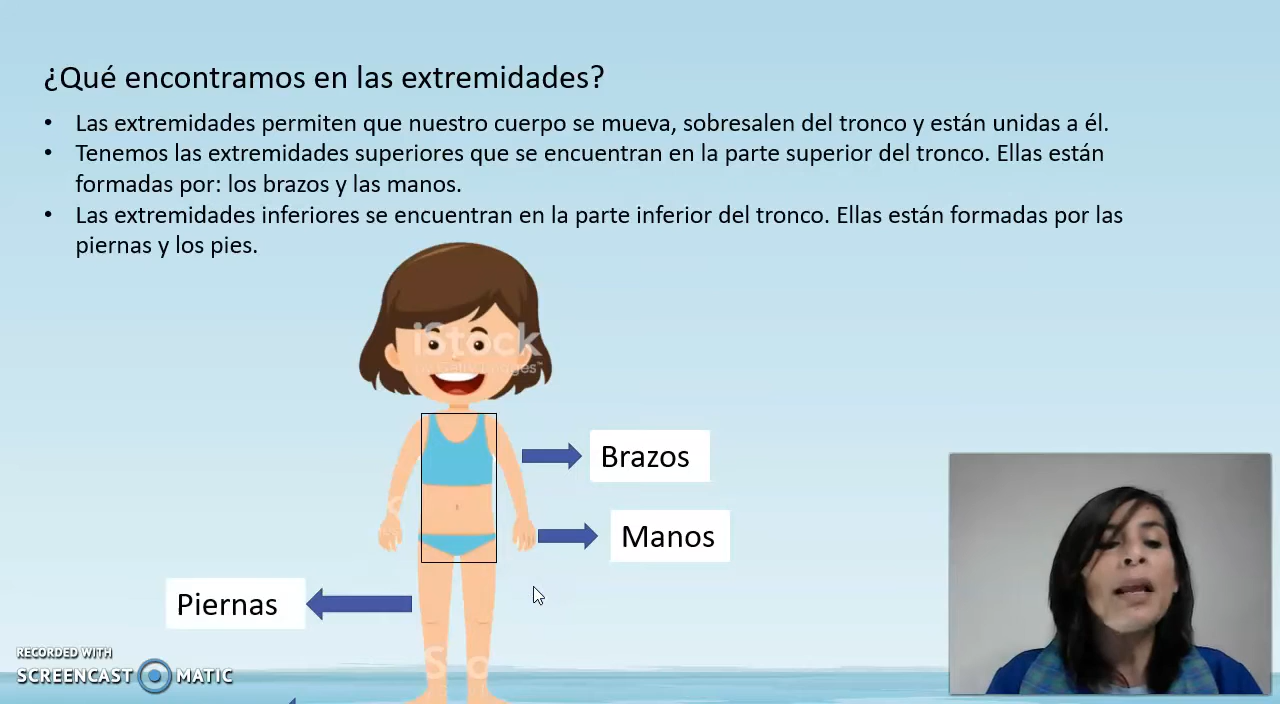 ¿Qué encontramos en las extremidades?
• Las extremidades permiten que nuestro cuerpo se mueva, sobresalen del tronco y están unidas a él.
• Tenemos las extremidades superiores que se encuentran en la parte superior del tronco. Ellas están
formadas por: los brazos y las manos.
• Las extremidades inferiores se encuentran en la parte inferior del tronco. Ellas están formadas por las
piernas y los pies.
iStock
Brazos
Manos
Piernas
RECORDED WITH
SCREENCAST MATIC